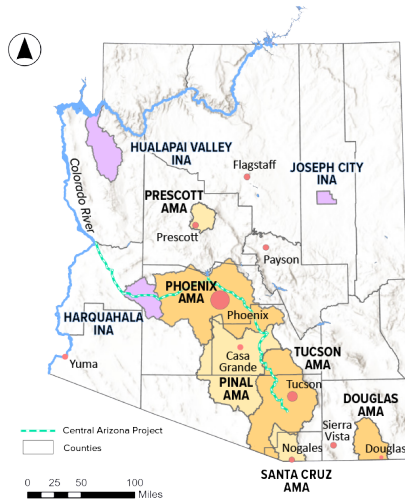 HUALAPAI VALLEY
INA
Flagstaff
JOSEPH CITY
INA
Colorado River
PRESCOTT
AMA
Prescott
Payson
PHOENIX
AMA
Phoenix
HARQUAHALA
INA
Casa
Grande
PINAL
AMA
TUCSON
AMA
Tucson
Yuma
DOUGLAS
AMA
Sierra
Vista
Nogales
Douglas
SANTA CRUZ
AMA
Central Arizona Project
Counties
0 25 50 100
Miles